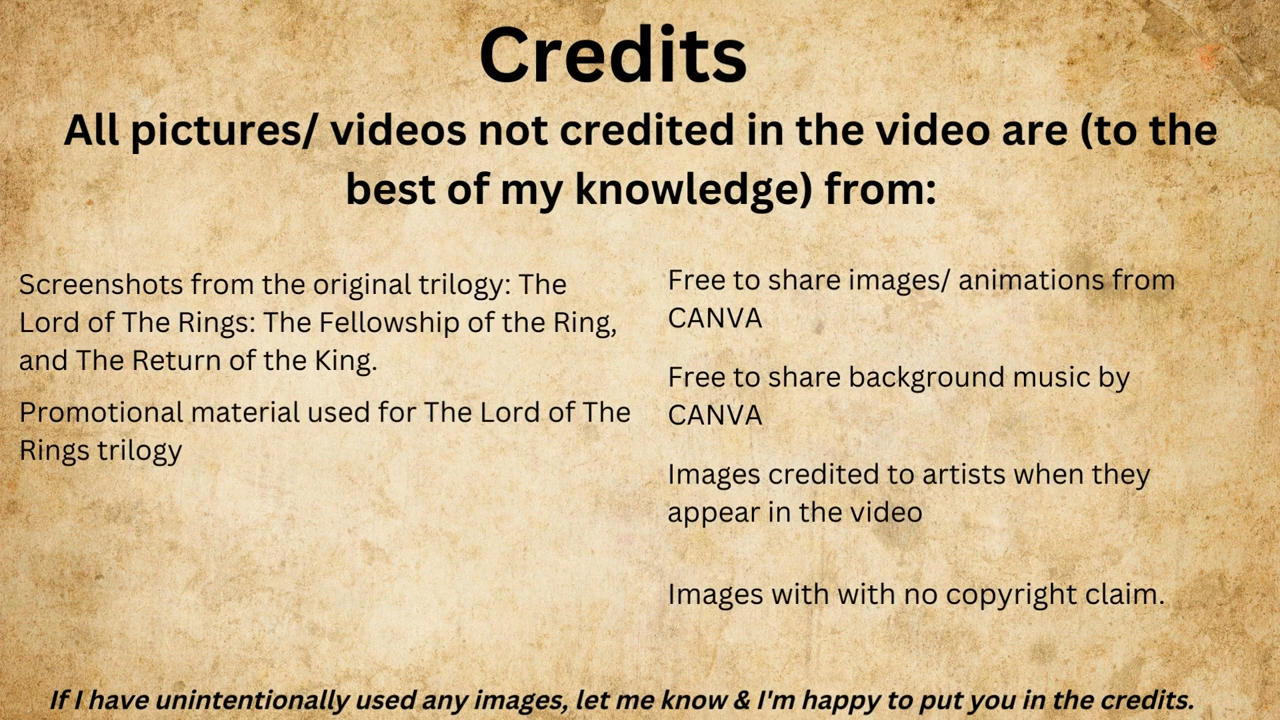 Credits
All pictures/ videos not credited in the video are (to the
best of my knowledge) from:
Screenshots from the original trilogy: The
Lord of The Rings: The Fellowship of the Ring,
and The Return of the King.
Promotional material used for The Lord of The
Rings trilogy
Free to share images/ animations from
CANVA
Free to share background music by
CANVA
Images credited to artists when they
appear in the video
Images with with no copyright claim.
If I have unintentionally used any images, let me know & I'm happy to put you in the credits.